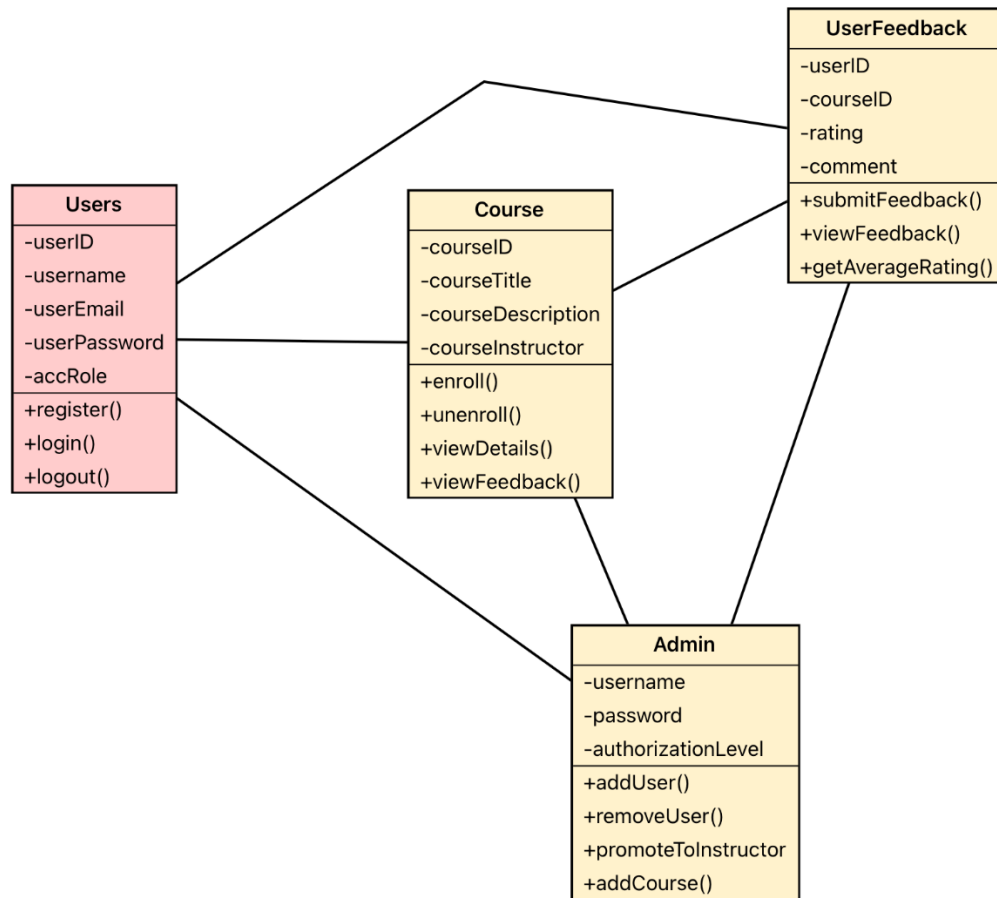 UserFeedback
-userID
-courseID
-rating
-comment
+submitFeedback()
+viewFeedback()
+getAverageRating()
Users
-userID
-username
-userEmail
-userPassword
-accRole
+register()
+login()
+logout()
Course
-courseID
-courseTitle
-courseDescription
-courseInstructor
+enroll()
+unenroll()
+viewDetails()
+viewFeedback()
Admin
-username
-password
-authorizationLevel
+addUser()
+removeUser()
+promoteToInstructor
+addCourse()